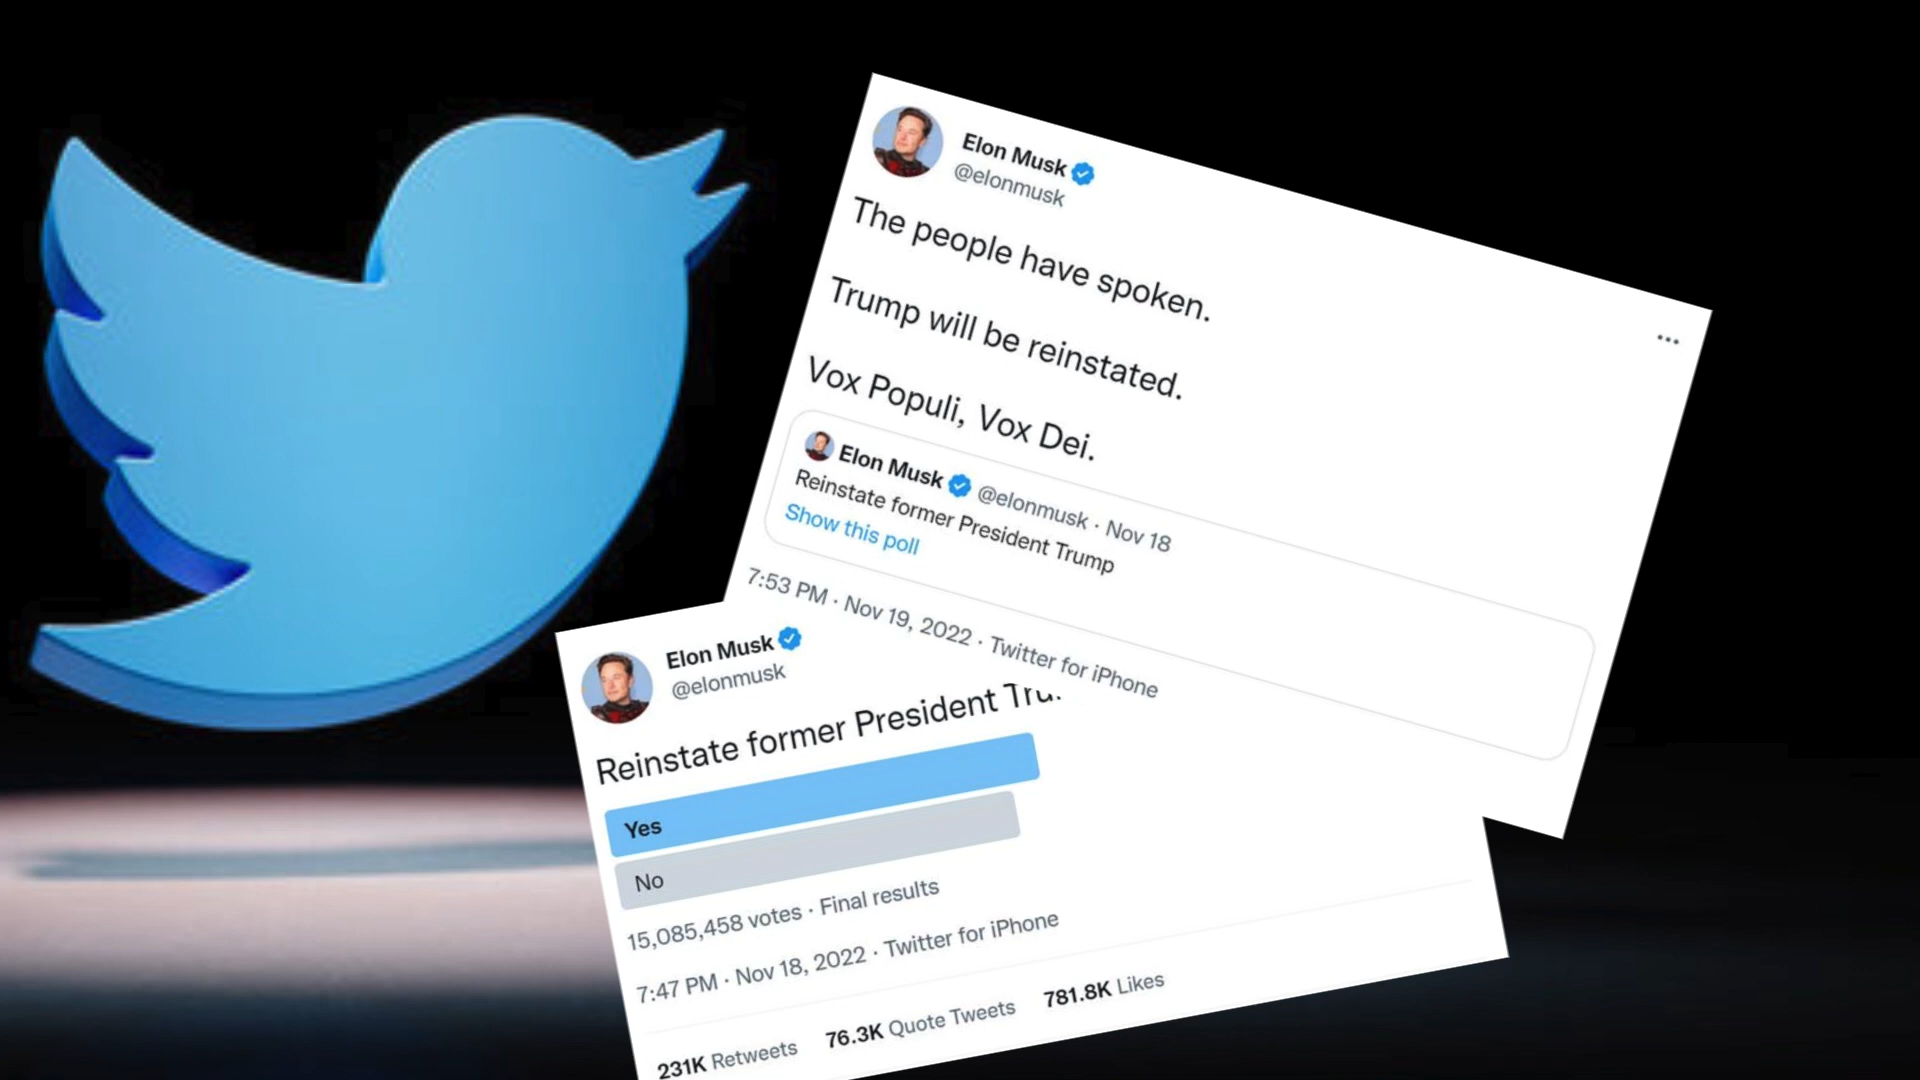 Elon Musk
@elonmusk
The people have spoken.
Trump will be reinstated.
Vox Populi, Vox Dei.
Elon Musk @elonmusk · Nov 18
Reinstate former President Trump
Show this poll
7:53 PM · Nov 19, 2022 · Twitter for iPhone
Elon Musk
@elonmusk
Reinstate former President
Yes
No
15,085,458 votes · Final results
7:47 PM · Nov 18, 2022 · Twitter for iPhone
231K Retweets 76.3K Quote Tweets 781.8K Likes